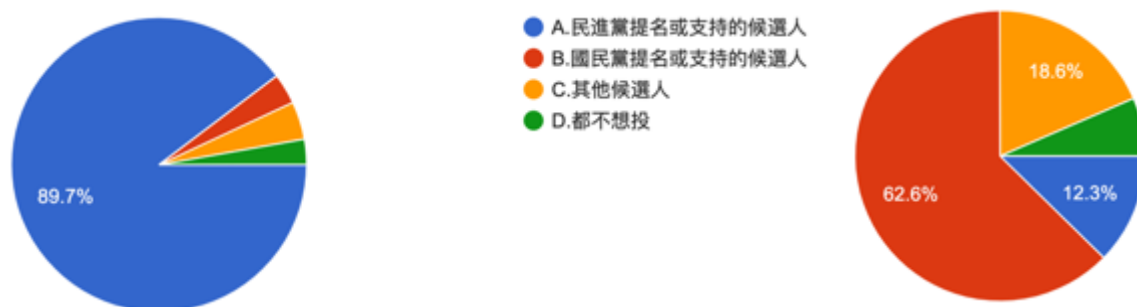 89.7%
A.民進黨提名或支持的候選人
B.國民黨提名或支持的候選人
C.其他候選人
D.都不想投
18.6%
62.6%
12.3%